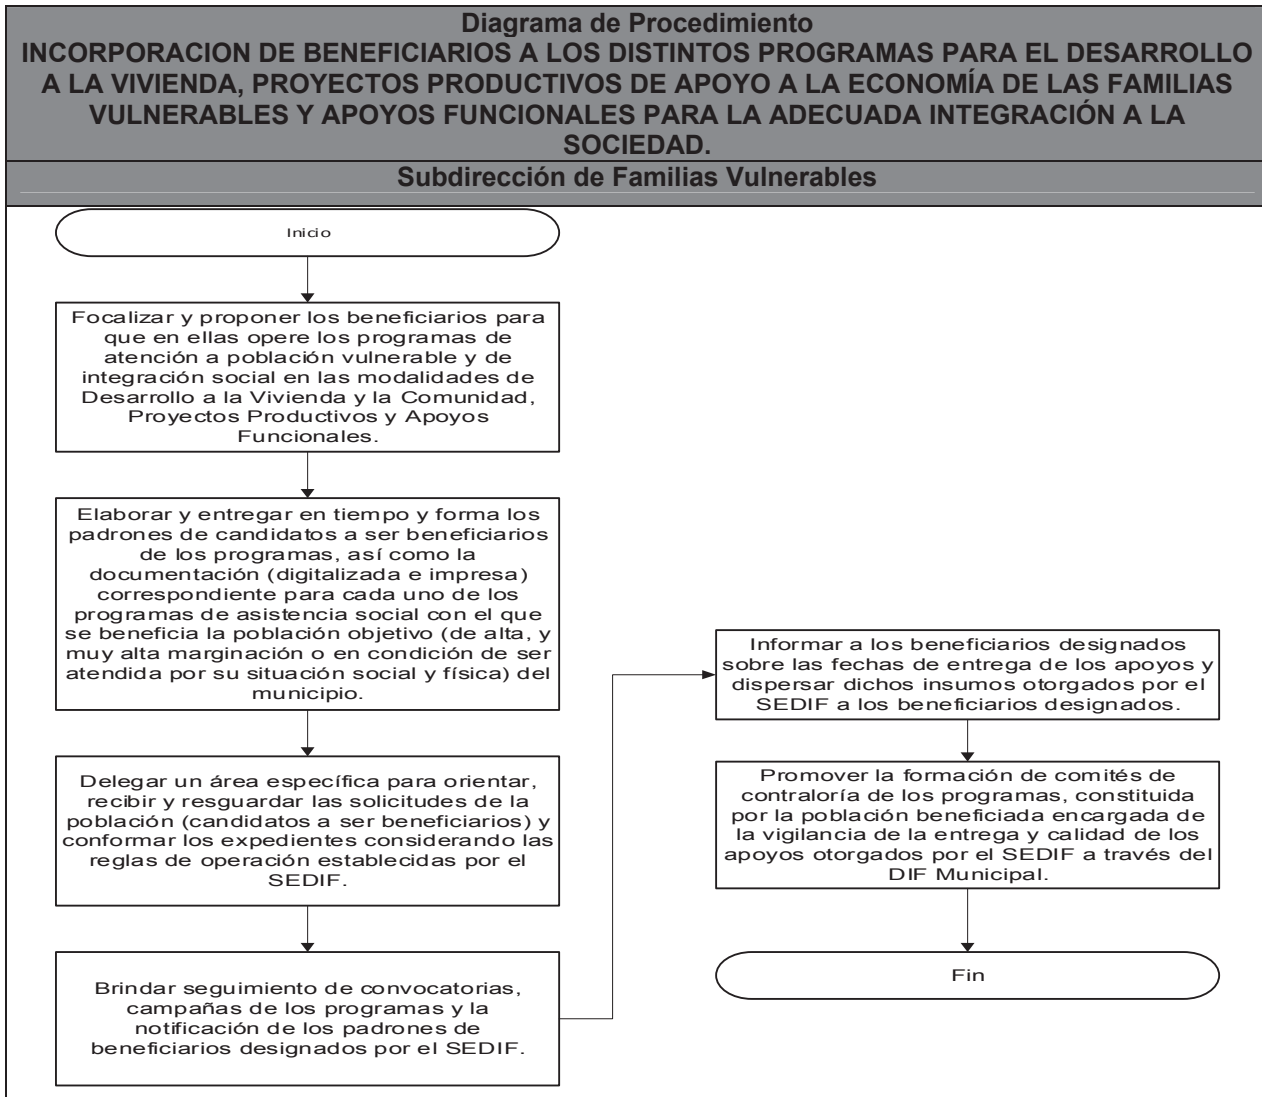 Diagrama de Procedimiento
INCORPORACION DE BENEFICIARIOS A LOS DISTINTOS PROGRAMAS PARA EL DESARROLLO
A LA VIVIENDA, PROYECTOS PRODUCTIVOS DE APOYO A LA ECONOMÍA DE LAS FAMILIAS
VULNERABLES Y APOYOS FUNCIONALES PARA LA ADECUADA INTEGRACIÓN A LA
SOCIEDAD.
Subdirección de Familias Vulnerables
Inicio
Focalizar y proponer los beneficiarios para
que en ellas opere los programas de
atención a población vulnerable y de
integración social en las modalidades de
Desarrollo a la Vivienda y la Comunidad,
Proyectos Productivos y Apoyos
Funcionales.
Elaborar y entregar en tiempo y forma los
padrones de candidatos a ser beneficiarios
de los programas, así como la
documentación (digitalizada e impresa)
correspondiente para cada uno de los
programas de asistencia social con el que
se beneficia la población objetivo (de alta, y
muy alta marginación o en condición de ser
atendida por su situación social y física) del
municipio.
Delegar un área específica para orientar,
recibir y resguardar las solicitudes de la
población (candidatos a ser beneficiarios) y
conformar los expedientes considerando las
reglas de operación establecidas por el
SEDIF.
Brindar seguimiento de convocatorias,
campañas de los programas y la
notificación de los padrones de
beneficiarios designados por el SEDIF.
Informar a los beneficiarios designados
sobre las fechas de entrega de los apoyos y
dispersar dichos insumos otorgados por el
SEDIF a los beneficiarios designados.
Promover la formación de comités de
contraloría de los programas, constituida
por la población beneficiada encargada de
la vigilancia de la entrega y calidad de los
apoyos otorgados por el SEDIF a través del
DIF Municipal.
Fin